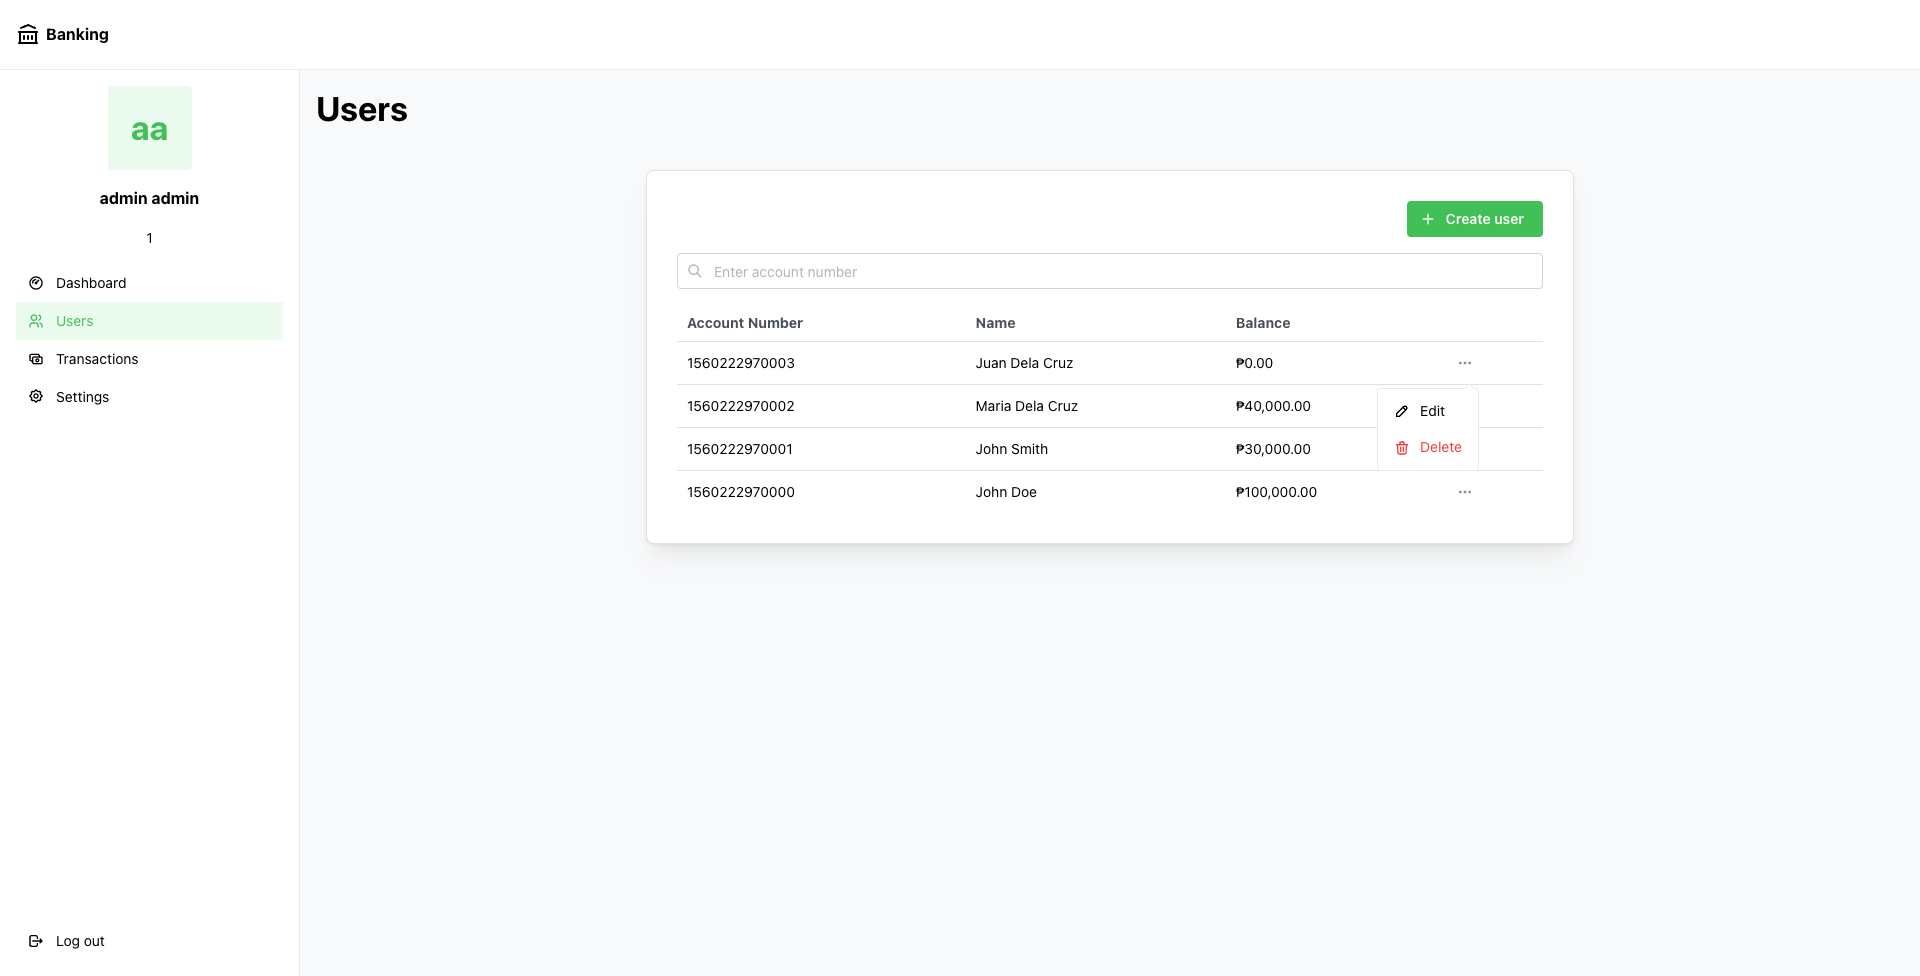 Banking
aa
admin admin
1
Dashboard
Users
Transactions
Settings
Log out
Users
Create user
Enter account number
Account Number Name Balance
1560222970003 Juan Dela Cruz ₱0.00
1560222970002 Maria Dela Cruz ₱40,000.00
1560222970001 John Smith ₱30,000.00
1560222970000 John Doe ₱100,000.00
Edit
Delete